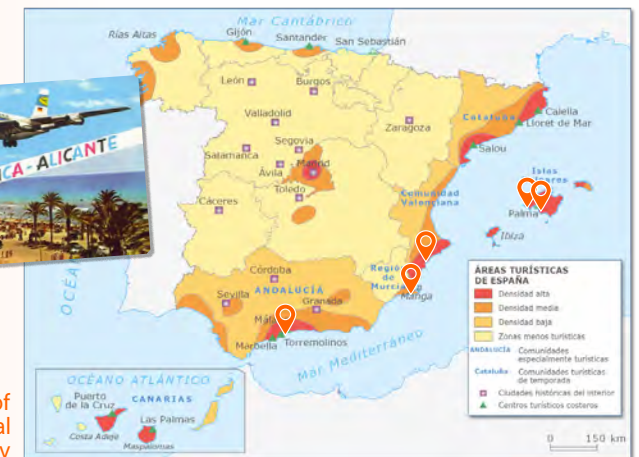 Mar Cantábrico
Rías Altas
Gijón
Santander
San Sebastián
León
Burgos
ICA-ALICANTE
Valladolid
Zaragoza
Cataluña
Calella
Lloret de Mar
Segovia
Salou
Salamanca
Madrid
Ávila
Islas
Toledo
Comunidad
Valenciana
Palma
Cáceres
Ibiza
Córdoba
Región
de
Murcia
Manga
ANDALUCÍA
Sevilla
Granada
Marbella
Torremolinos
Mar Mediterráneo
ÁREAS TURÍSTICAS
DE ESPAÑA
Densidad alta
Densidad media
Densidad baja
Zonas menos turísticas
ANDALUCÍA Comunidades
especialmente turísticas
Cataluña Comunidades turísticas
de temporada
Ciudades históricas del interior
Centros turísticos costeros
0 150 km
OCÉANO ATLÁNTICO
Puerto
de la Cruz
CANARIAS
Las Palmas
Costa Adeje
Maspalomas
of
al
y